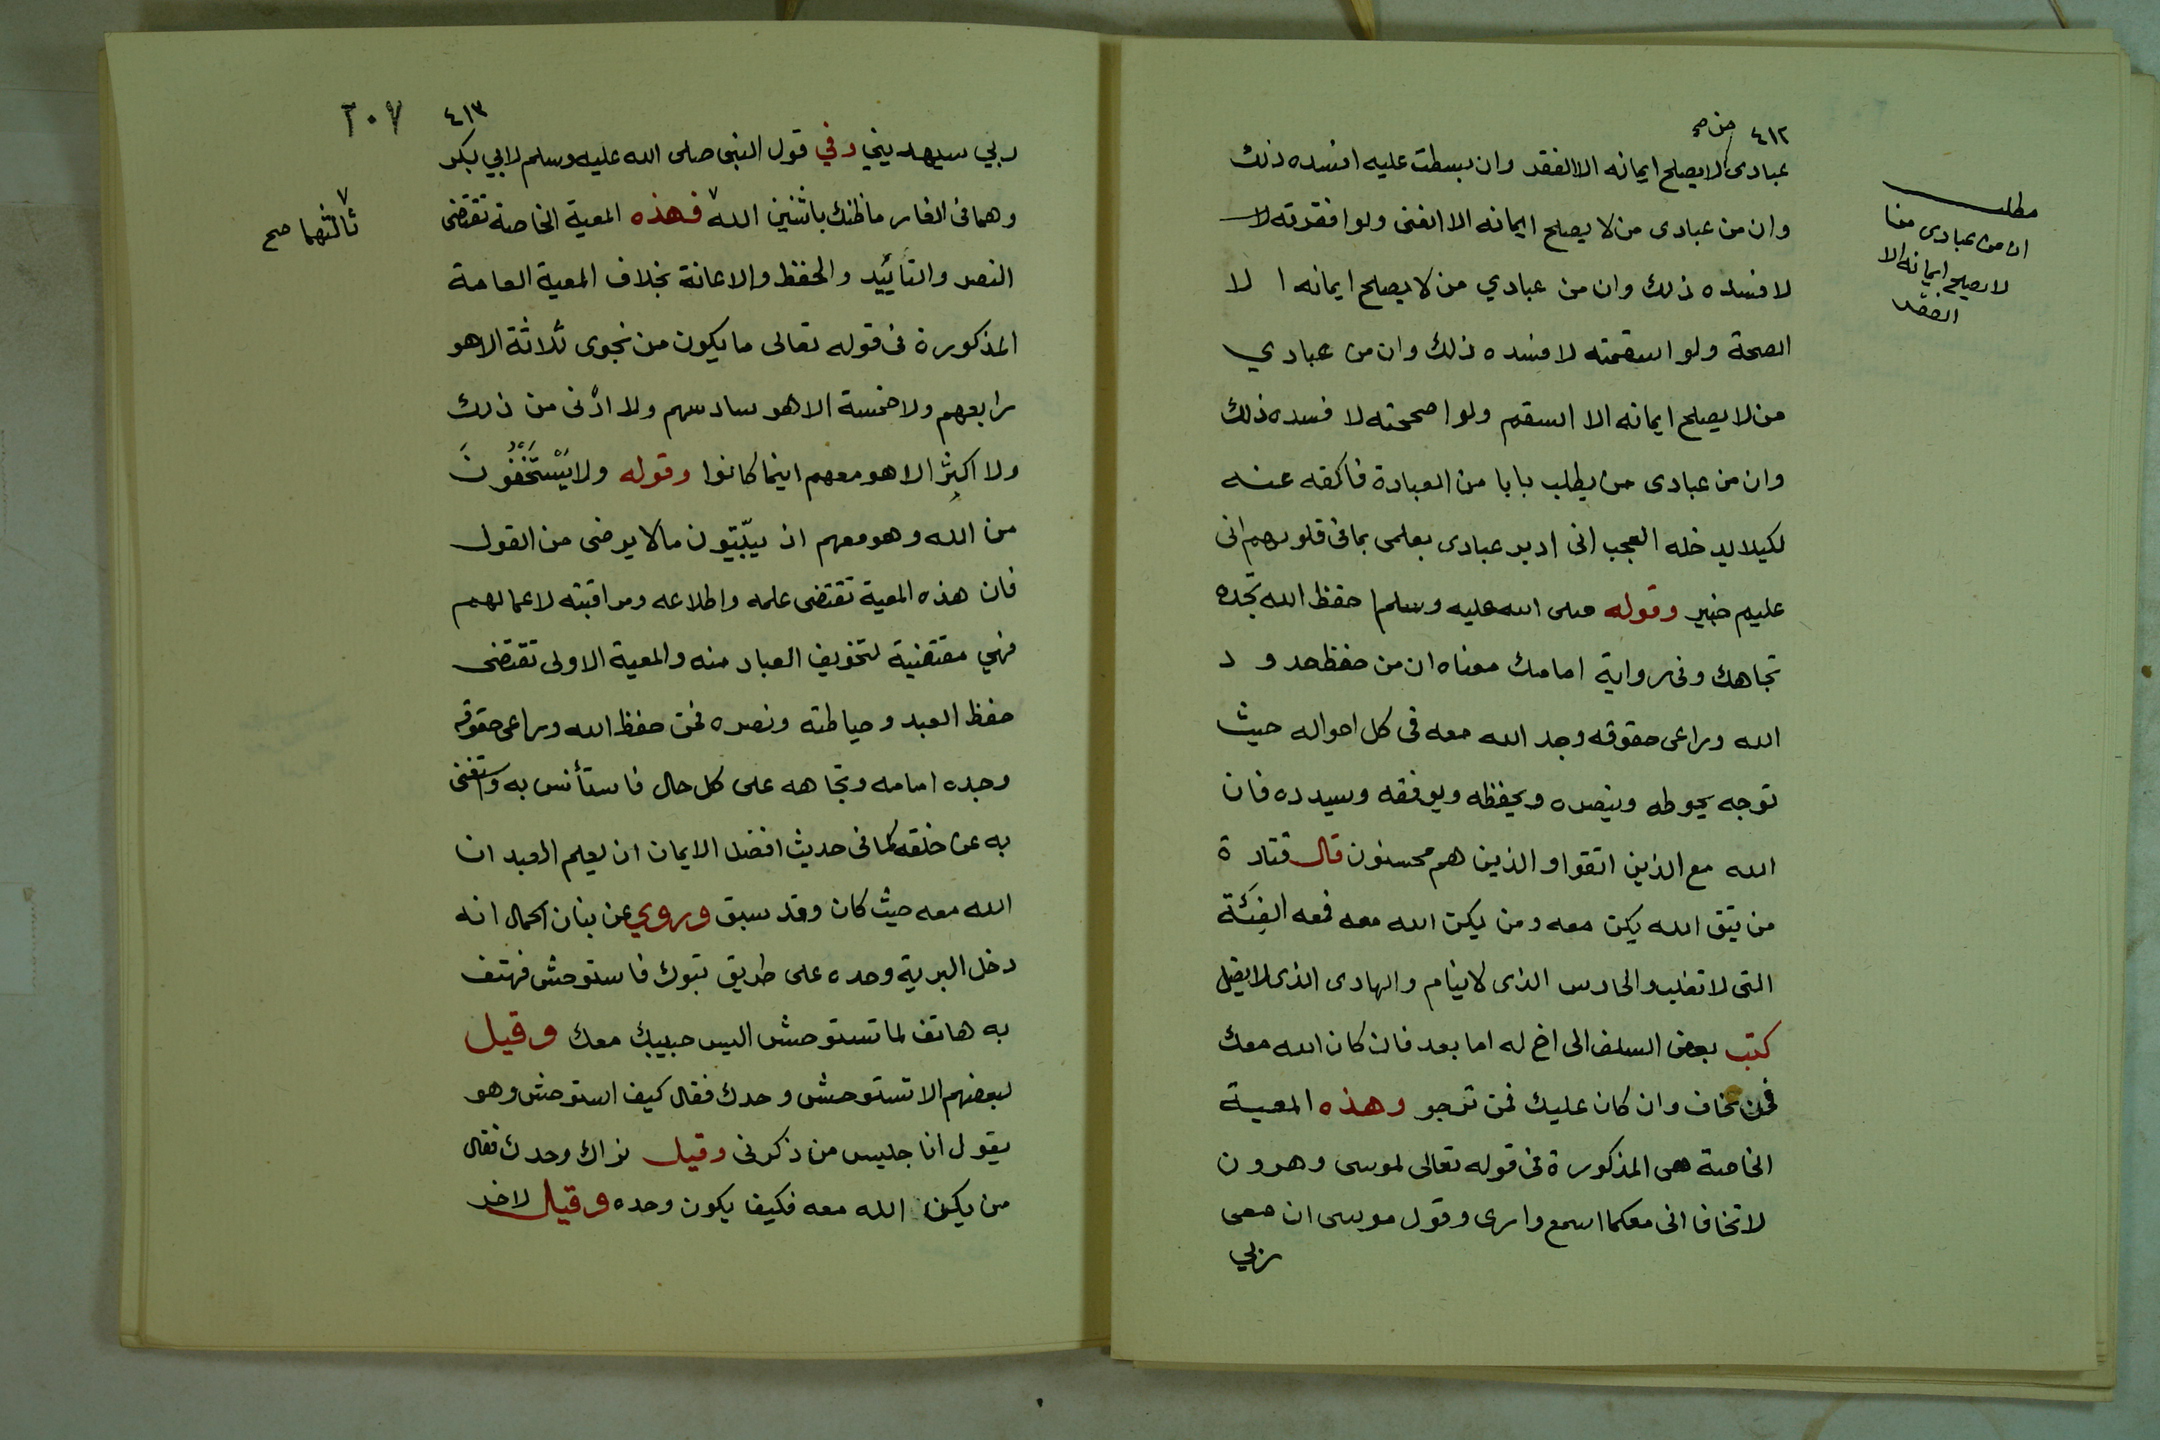 ٤١٢
من صح
عبادى لا يصلح ايمانه الا الفقد وان بسطت عليه افسده ذلك
وان من عبادى من لا يصلح ايمانه الا الغنى ولو افقدته لا
لافسده ذلك وان من عبادي من لا يصلح ايمانه ا لا
الصحة ولو اسقمته لافسده ذلك وان من عبادي
من لا يصلح ايمانه الا السقم ولو اصححته لافسده ذلك
وان من عبادى من يطلب بابا من العبادة فاكفه عنه
لكيلا يدخله العجب انى ادبر عبادى بعلمى بما فى قلوبهم انى
عليم خبير وقوله صلى الله عليه وسلم احفظ الله تجده
تجاهك وفى رواية امامك معناه ان من حفظ حدو د
الله وراعى حقوقه وجد الله معه فى كل احواله حيث
توجه يحوطه وينصره ويحفظه ويوفقه ويسدده فان
الله مع الذين اتقوا والذين هم محسنون قال قتادة
من يتق الله يكن معه ومن يكن الله معه فمعه الفِئَة
التى لا تغلب والحارس الذى لا ينام والهادى الذى لا يضل
كتب بعض السلف الى اخ له اما بعد فان كان الله معك
فمن تخاف وان كان عليك فمن ترجو وهذه المعية
الخاصة هى المذكورة فى قوله تعالى لموسى وهرون
لا تخافا انى معكما اسمع وارى وقول موسى ان معى
ربي
مطلب
ان من عبادى من
لا يصلح ايمانه الا
الفقد
٤١٣
٢٠٧
ربي سيهديني وفي قول النبى صلى الله عليه وسلم لابي بكر
وهما فى الغار ما ظنك باثنين الله فهذه المعية الخاصة تقتضى
ثالثهما صح
النصر والتأييد والحفظ والاعانة بخلاف المعية العامة
المذكورة فى قوله تعالى ما يكون من نجوى ثلاثة الا هو
رابعهم ولا خمسة الا هو سادسهم ولا ادنى من ذلك
ولا اكثر الا هو معهم اينما كانوا وقوله ولا يَسْتَخْفُونَ
من الله وهو معهم اذ يبيّتون ما لا يرضى من القول
فان هذه المعية تقتضى علمه واطلاعه ومراقبته لاعمالهم
فهي مقتضية لتخويف العباد منه والمعية الاولى تقتضى
حفظ العبد وحياطته ونصره فمن حفظ الله وراعى حقوقه
وجده امامه وتجاهه على كل حال فاستأنس به واستغنى
به عن خلقه كما فى حديث افضل الايمان ان يعلم العبد ان
الله معه حيث كان وقد سبق وروي عن بنان الحمال انه
دخل البرية وحده على طريق تبوك فاستوحش فهتف
به هاتف لما تستوحش اليس حبيبك معك وقيل
لبعضهم الا تستوحش وحدك فقال كيف استوحش وهو
يقول انا جليس من ذكرنى وقيل نراك وحدك فقال
من يكن الله معه فكيف يكون وحده وقيل لاخر